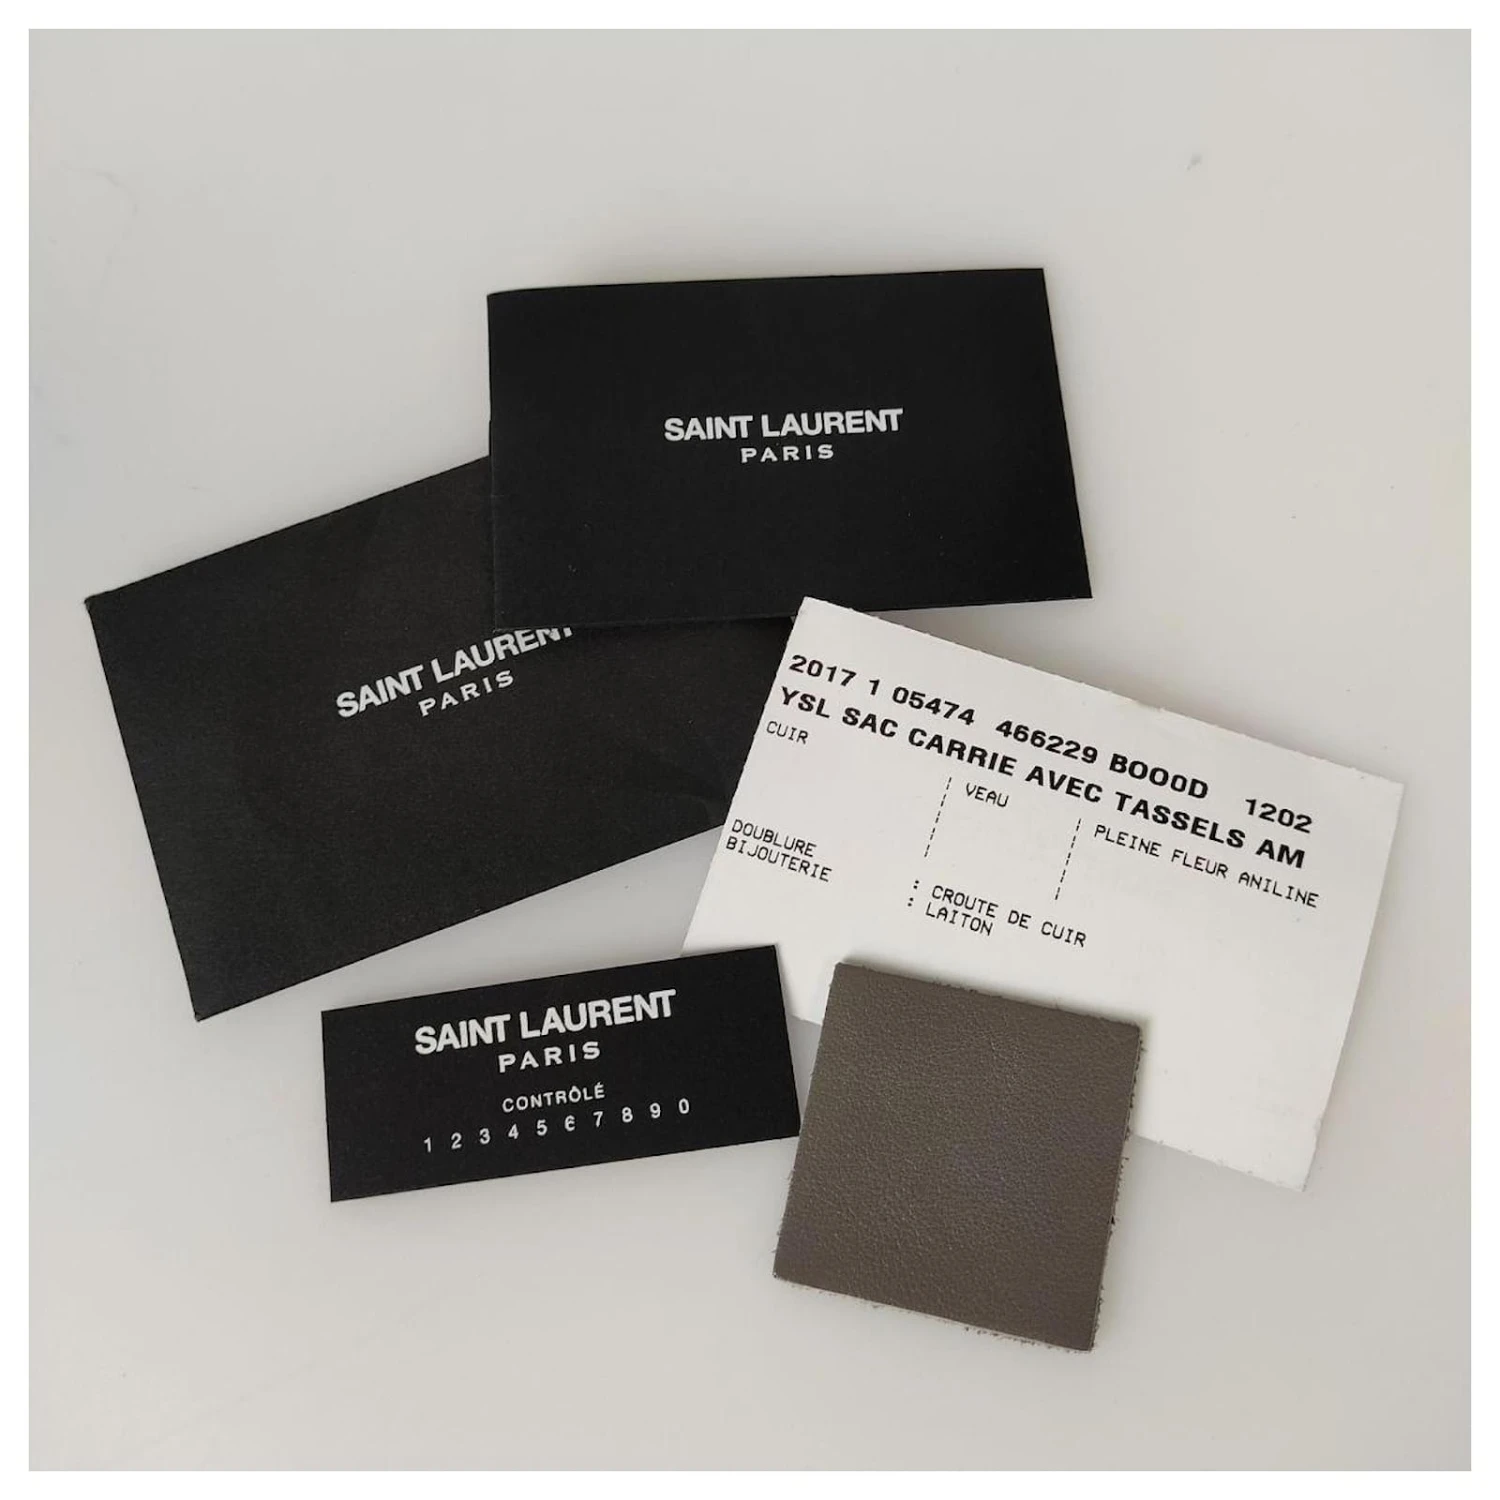 SAINT LAURENT
PARIS
SAINT LAURENT
PARIS
2017 1 05474 466229 BOO0D 1202
YSL SAC CARRIE AVEC TASSELS AM
CUIR VEAU PLEINE FLEUR ANILINE
DOUBLURE : CROUTE DE CUIR
BIJOUTERIE : LAITON
SAINT LAURENT
PARIS
CONTRÔLÉ
1 2 3 4 5 6 7 8 9 0